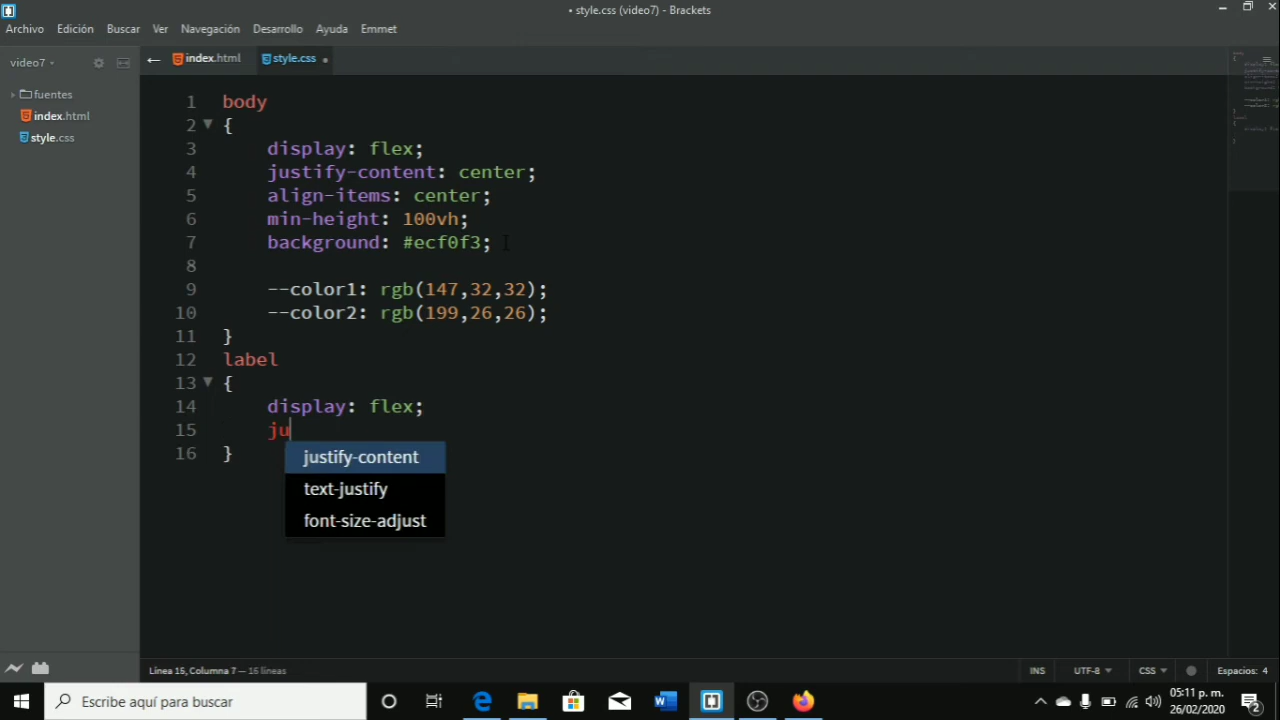 • style.css (video7) - Brackets
Archivo Edición Buscar Ver Navegación Desarrollo Ayuda Emmet
video7
index.html
style.css
fuentes
index.html
style.css
1 body
2 {
3 display: flex;
4 justify-content: center;
5 align-items: center;
6 min-height: 100vh;
7 background: #ecf0f3;
8
9 --color1: rgb(147,32,32);
10 --color2: rgb(199,26,26);
11 }
12 label
13 {
14 display: flex;
15 ju
16 }
justify-content
text-justify
font-size-adjust
Línea 15, Columna 7 — 16 líneas
INS UTF-8 CSS Espacios: 4
Escribe aquí para buscar
05:11 p. m.
26/02/2020
2